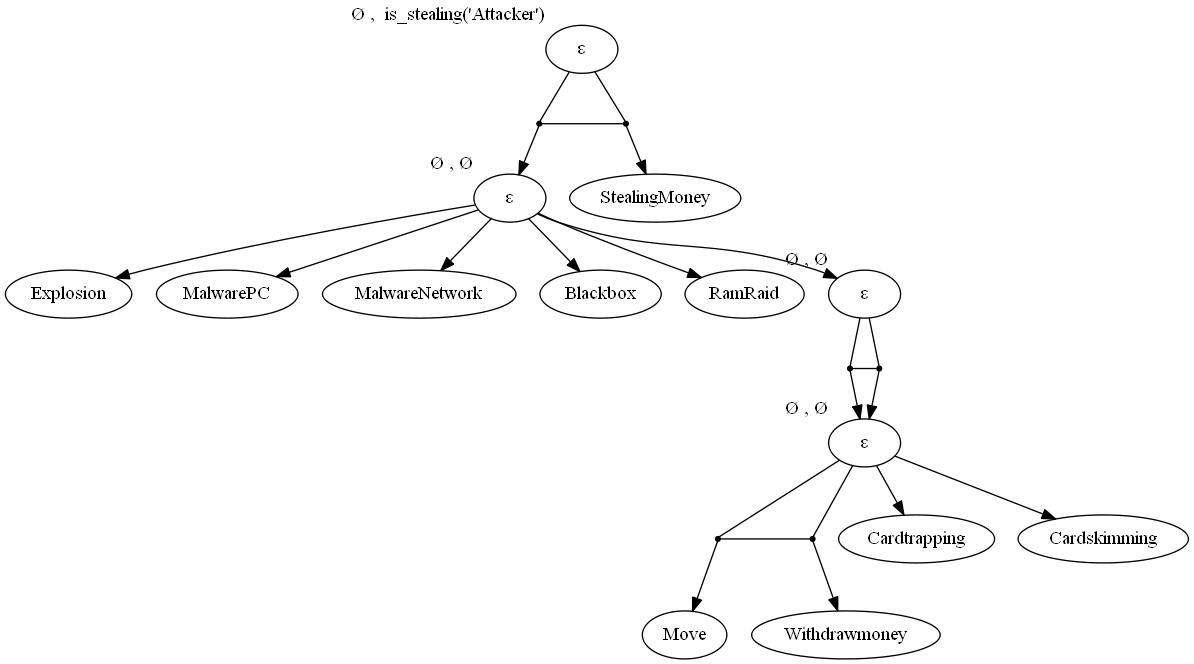 Ø , is_stealing('Attacker')
ε
Ø , Ø
ε
StealingMoney
Ø , Ø
Explosion
MalwarePC
MalwareNetwork
Blackbox
RamRaid
ε
Ø , Ø
ε
Cardtrapping
Cardskimming
Move
Withdrawmoney